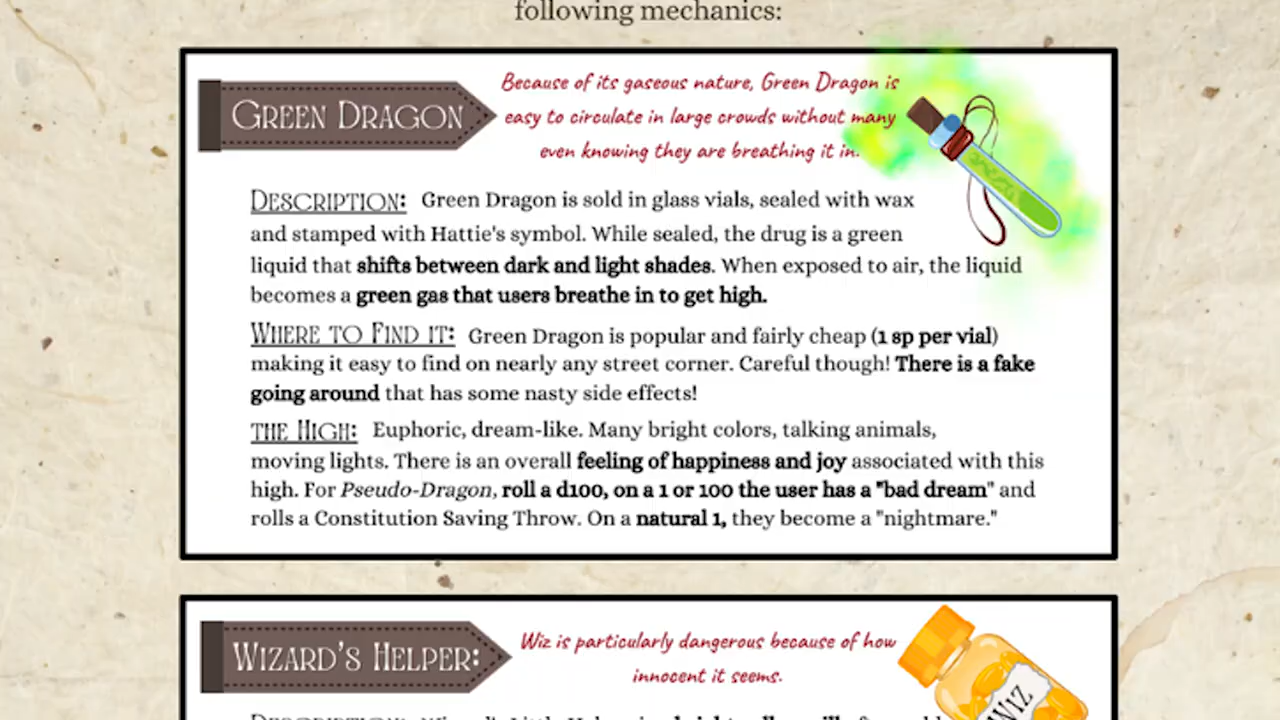 following mechanics:
Green Dragon
Because of its gaseous nature, Green Dragon is
easy to circulate in large crowds without many
even knowing they are breathing it in.
Description: Green Dragon is sold in glass vials, sealed with wax
and stamped with Hattie's symbol. While sealed, the drug is a green
liquid that shifts between dark and light shades. When exposed to air, the liquid
becomes a green gas that users breathe in to get high.
Where to Find it: Green Dragon is popular and fairly cheap (1 sp per vial)
making it easy to find on nearly any street corner. Careful though! There is a fake
going around that has some nasty side effects!
the High: Euphoric, dream-like. Many bright colors, talking animals,
moving lights. There is an overall feeling of happiness and joy associated with this
high. For Pseudo-Dragon, roll a d100, on a 1 or 100 the user has a "bad dream" and
rolls a Constitution Saving Throw. On a natural 1, they become a "nightmare."
Wizard's Helper:
Wiz is particularly dangerous because of how
innocent it seems.
Wiz